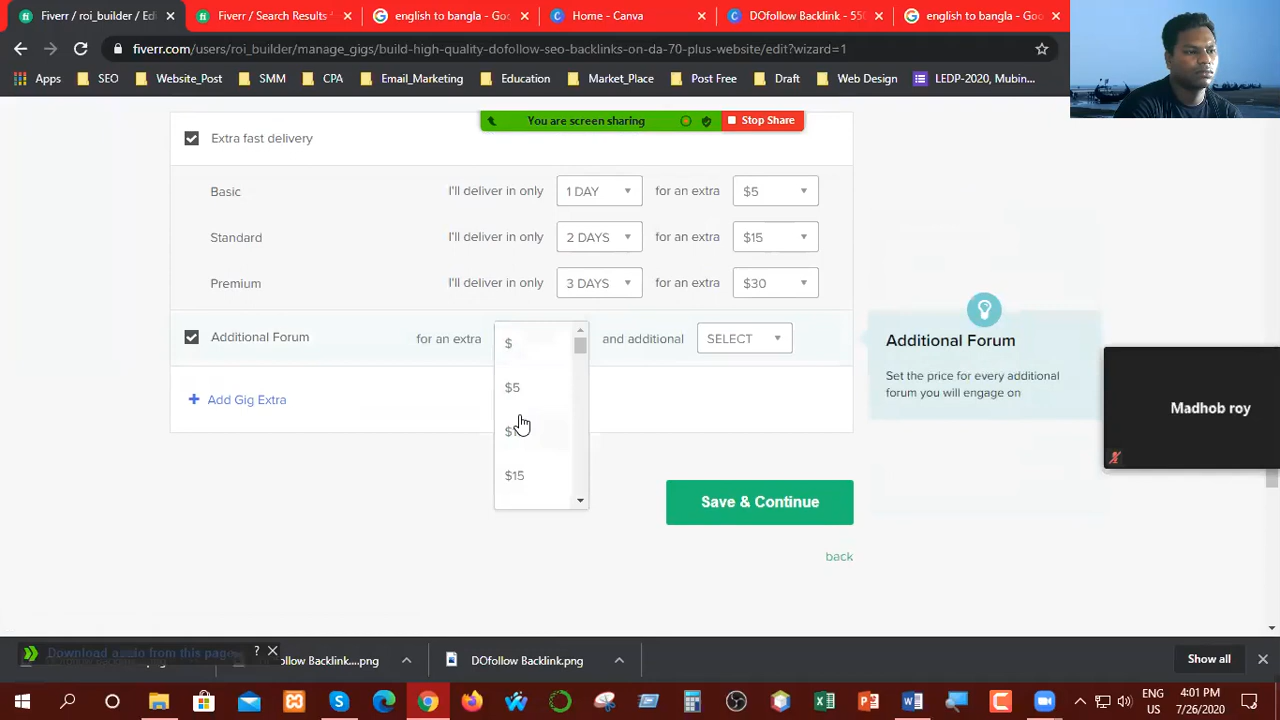 Fiverr / roi_builder / Edi
Fiverr / Search Results
english to bangla - Go
Home - Canva
DOfollow Backlink - 550
english to bangla - Goo
fiverr.com/users/roi_builder/manage_gigs/build-high-quality-dofollow-seo-backlinks-on-da-70-plus-website/edit?wizard=1
Apps
SEO
Website_Post
SMM
CPA
Email_Marketing
Education
Market_Place
Post Free
Draft
Web Design
LEDP-2020, Mubin...
You are screen sharing
Stop Share
Extra fast delivery
Basic I'll deliver in only 1 DAY for an extra $5
Standard I'll deliver in only 2 DAYS for an extra $15
Premium I'll deliver in only 3 DAYS for an extra $30
Additional Forum for an extra and additional SELECT
$
$5
$15
+ Add Gig Extra
Additional Forum
Set the price for every additional
forum you will engage on
Madhob roy
Save & Continue
back
Download from this page
? ×
ollow Backlink....png
DOfollow Backlink.png
Show all
ENG
US
4:01 PM
7/26/2020